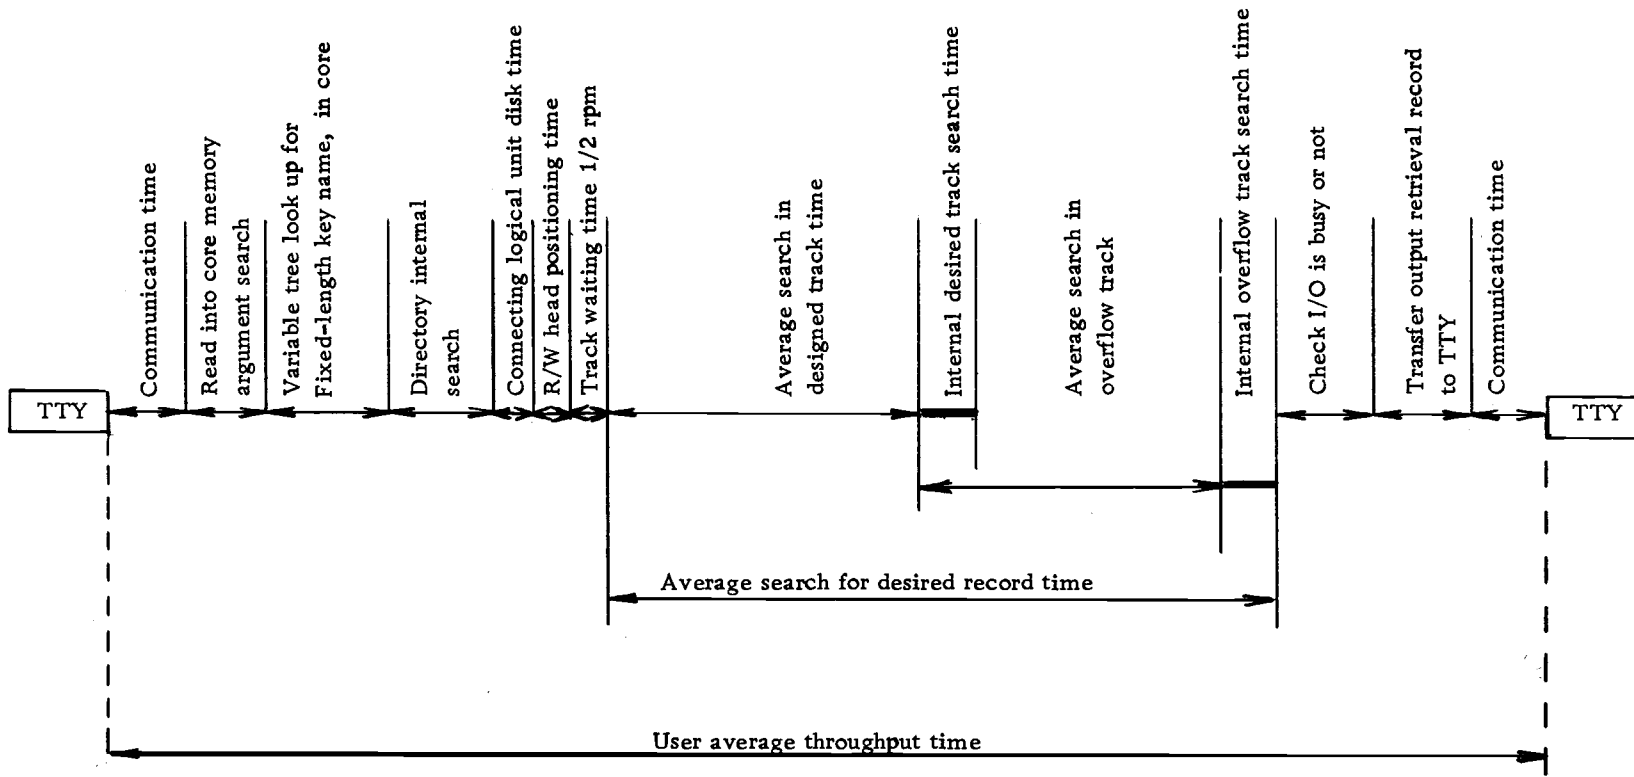 TTY
Communication time
Read into core memory
argument search
Variable tree look up for
Fixed-length key name, in core
Directory internal
search
Connecting logical unit disk time
R/W head positioning time
Track waiting time 1/2 rpm
Average search in
designed track time
Internal desired track search time
Average search in
overflow track
Internal overflow track search time
Check I/O is busy or not
Transfer output retrieval record
to TTY
Communication time
TTY
Average search for desired record time
User average throughput time